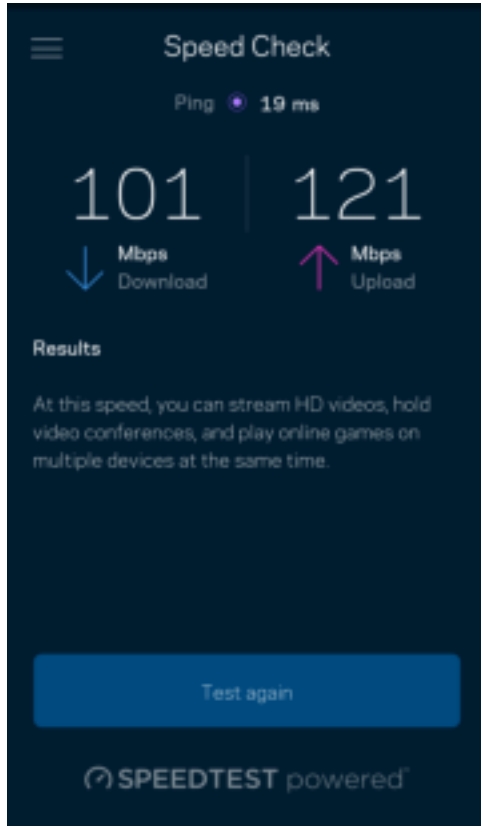 Speed Check
Ping 19 ms
101 121
Mbps Mbps
Download Upload
Results
At this speed, you can stream HD videos, hold
video conferences, and play online games on
multiple devices at the same time.
Test again
SPEEDTEST powered™